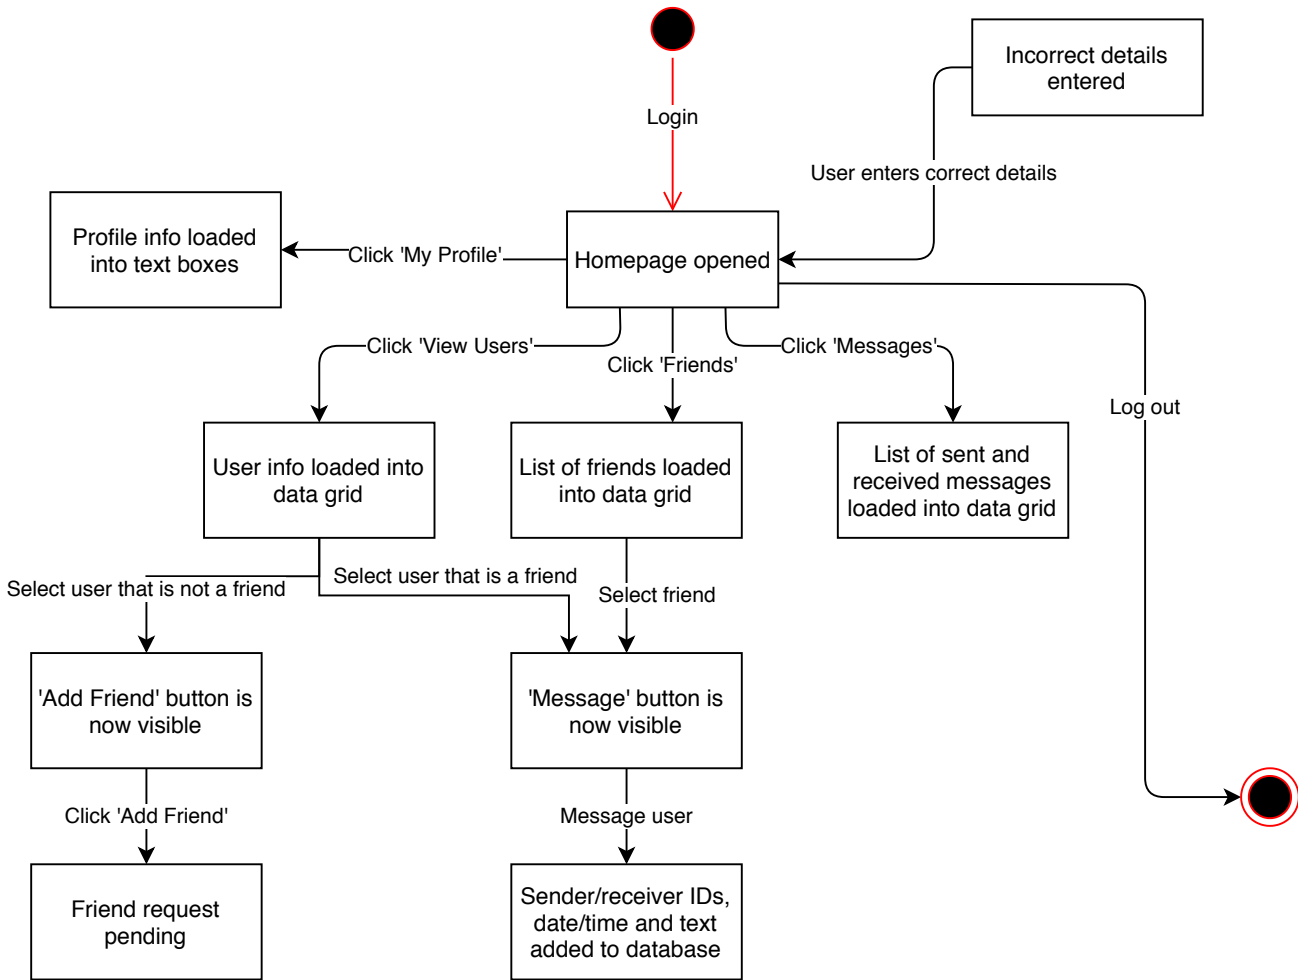 Incorrect details
entered
Login
User enters correct details
Profile info loaded
into text boxes
Click 'My Profile'
Homepage opened
Click 'View Users'
Click 'Friends'
Click 'Messages'
Log out
User info loaded into
data grid
List of friends loaded
into data grid
List of sent and
received messages
loaded into data grid
Select user that is not a friend
Select user that is a friend
Select friend
'Add Friend' button is
now visible
'Message' button is
now visible
Click 'Add Friend'
Message user
Friend request
pending
Sender/receiver IDs,
date/time and text
added to database